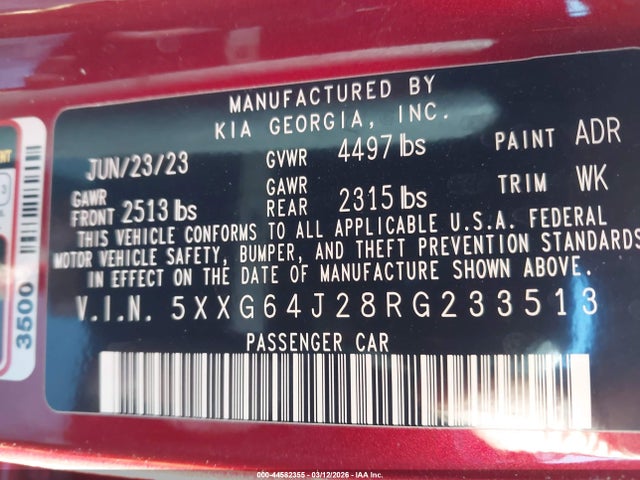 MANUFACTURED BY
KIA GEORGIA, INC.
JUN/23/23 GVWR 4497 lbs PAINT ADR
GAWR FRONT 2513 lbs GAWR REAR 2315 lbs TRIM WK
THIS VEHICLE CONFORMS TO ALL APPLICABLE U.S.A. FEDERAL
MOTOR VEHICLE SAFETY, BUMPER, AND THEFT PREVENTION STANDARDS
IN EFFECT ON THE DATE OF MANUFACTURE SHOWN ABOVE.
V.I.N. 5XXG64J28RG233513
PASSENGER CAR
3500
000-44582355 - 03/12/2026 - IAA Inc.